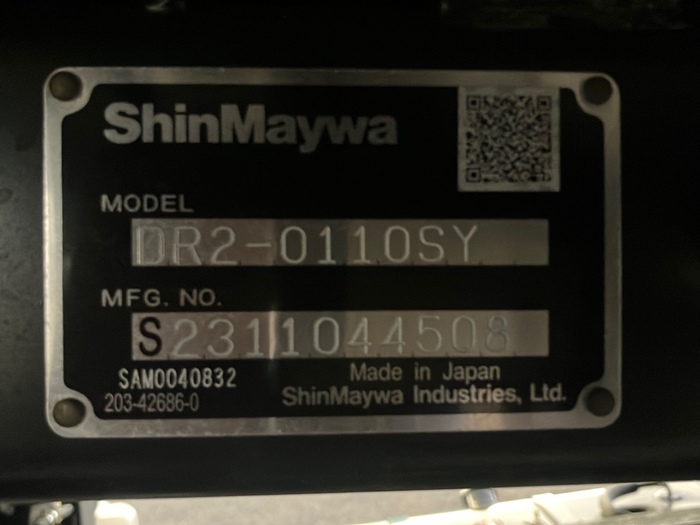 ShinMaywa
MODEL
DR2-0110SY
MFG. NO.
S2311044508
SAM0040832
Made in Japan
203-42686-0
ShinMaywa Industries, Ltd.